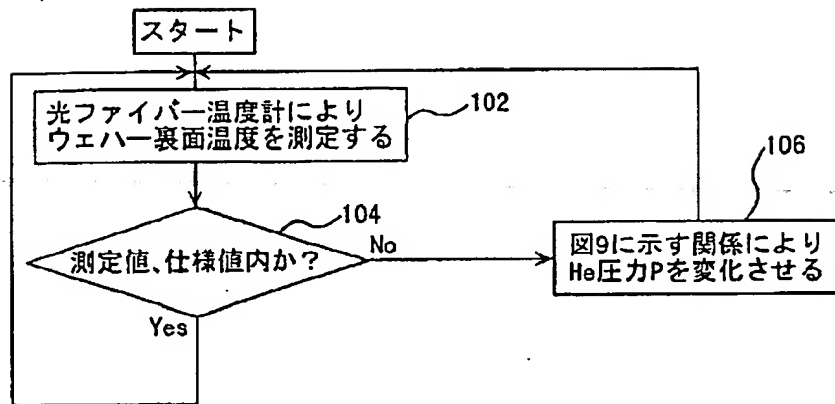 スタート
光ファイバー温度計により
ウェハー裏面温度を測定する
102
104
測定値、仕様値内か?
No
Yes
106
図9に示す関係により
He圧力Pを変化させる